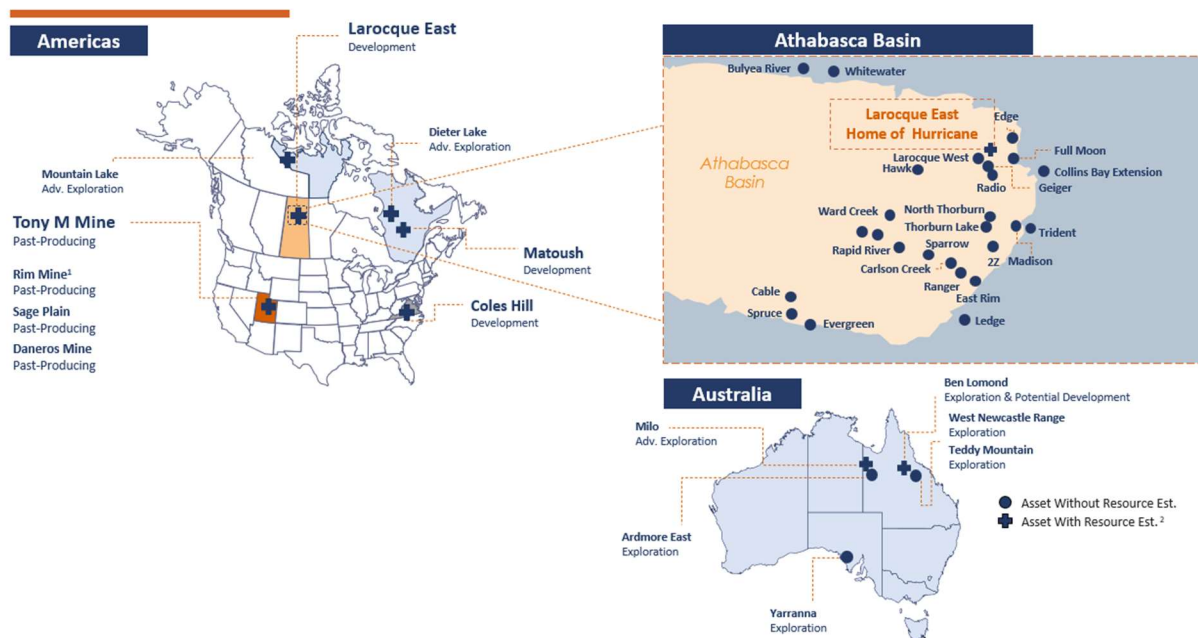 Americas
Larocque East
Development
Dieter Lake
Adv. Exploration
Mountain Lake
Adv. Exploration
Tony M Mine
Past-Producing
Rim Mine¹
Past-Producing
Sage Plain
Past-Producing
Daneros Mine
Past-Producing
Matoush
Development
Coles Hill
Development
Athabasca Basin
Bulyea River
Whitewater
Larocque East
Home of Hurricane
Edge
Athabasca
Basin
Larocque West
Full Moon
Hawk
Collins Bay Extension
Radio
Geiger
Ward Creek
North Thorburn
Thorburn Lake
Trident
Rapid River
Sparrow
2Z
Madison
Carlson Creek
Ranger
East Rim
Cable
Spruce
Evergreen
Ledge
Australia
Ben Lomond
Exploration & Potential Development
Milo
Adv. Exploration
West Newcastle Range
Exploration
Teddy Mountain
Exploration
Asset Without Resource Est.
Asset With Resource Est. ²
Ardmore East
Exploration
Yarranna
Exploration